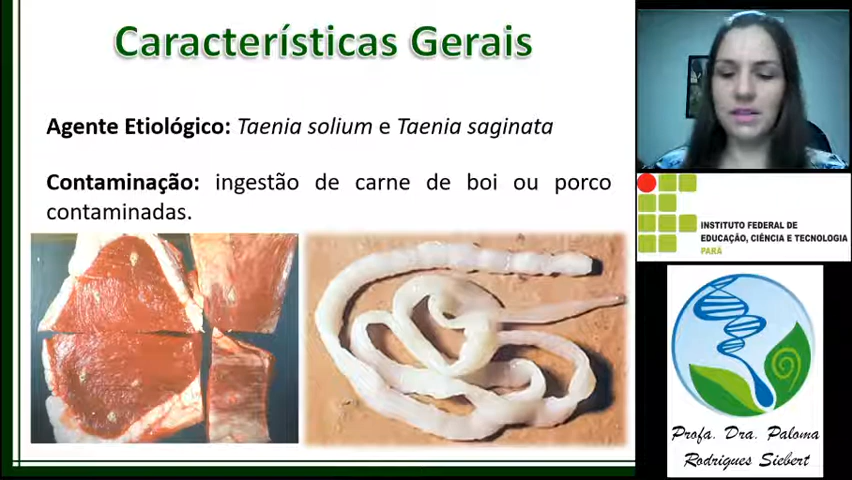 Características Gerais
Agente Etiológico: Taenia solium e Taenia saginata
Contaminação: ingestão de carne de boi ou porco
contaminadas.
INSTITUTO FEDERAL DE
EDUCAÇÃO, CIÊNCIA E TECNOLOGIA
PARÁ
Profa. Dra. Paloma
Rodrigues Siebert